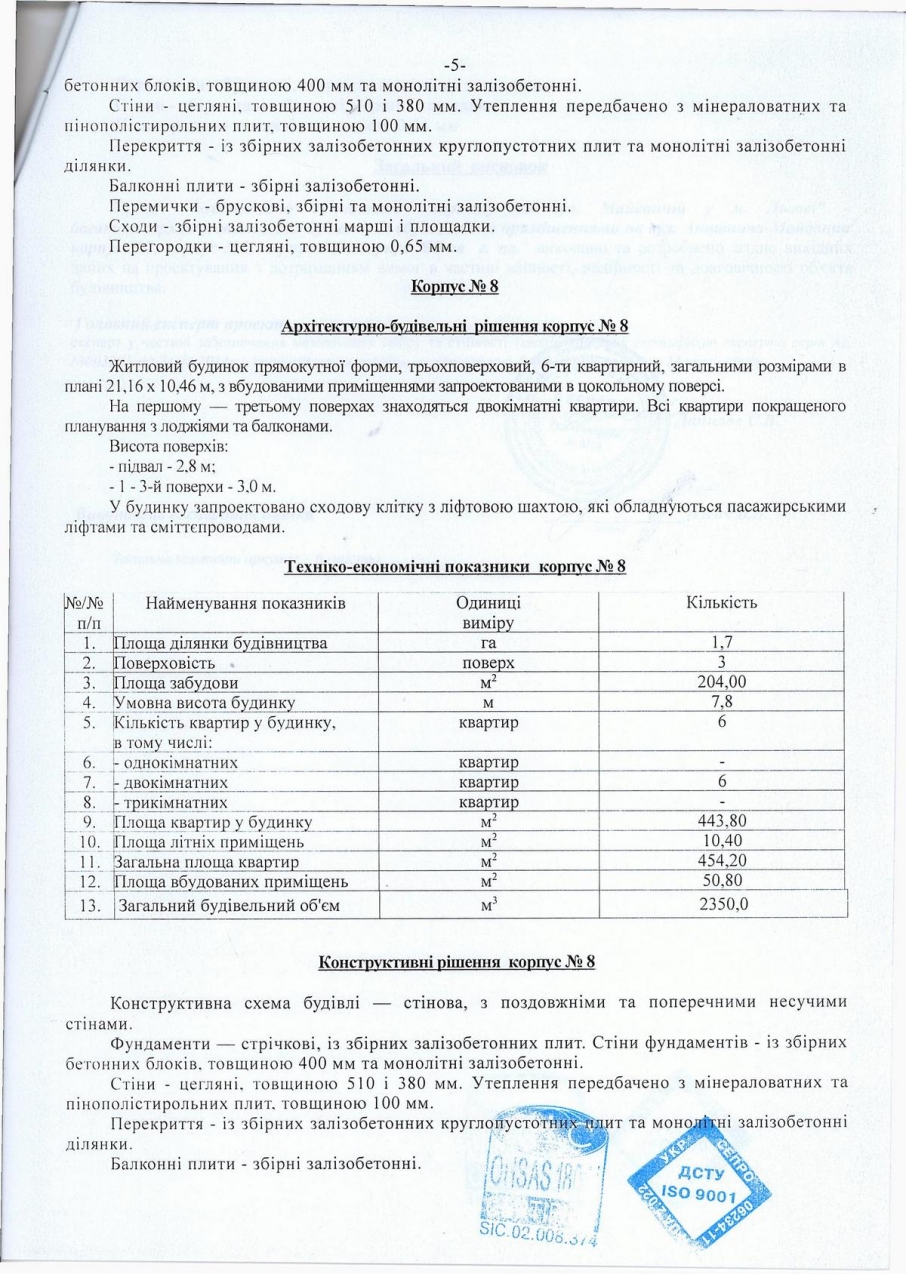 -5-
бетонних блоків, товщиною 400 мм та монолітні залізобетонні.
Стіни - цегляні, товщиною 510 і 380 мм. Утеплення передбачено з мінераловатних та
пінополістирольних плит, товщиною 100 мм.
Перекриття - із збірних залізобетонних круглопустотних плит та монолітні залізобетонні
ділянки.
Балконні плити - збірні залізобетонні.
Перемички - брускові, збірні та монолітні залізобетонні.
Сходи - збірні залізобетонні марші і площадки.
Перегородки - цегляні, товщиною 0,65 мм.
Корпус № 8
Архітектурно-будівельні рішення корпус № 8
Житловий будинок прямокутної форми, трьохповерховий, 6-ти квартирний, загальними розмірами в
плані 21,16 х 10,46 м, з вбудованими приміщеннями запроектованими в цокольному поверсі.
На першому — третьому поверхах знаходяться двокімнатні квартири. Всі квартири покращеного
планування з лоджіями та балконами.
Висота поверхів:
- підвал - 2,8 м;
- 1 - 3-й поверхи - 3,0 м.
У будинку запроектовано сходову клітку з ліфтовою шахтою, які обладнуються пасажирськими
ліфтами та сміттєпроводами.
Техніко-економічні показники корпус № 8
№/№ п/п Найменування показників Одиниці виміру Кількість
1. Площа ділянки будівництва га 1,7
2. Поверховість поверх 3
3. Площа забудови м² 204,00
4. Умовна висота будинку м 7,8
5. Кількість квартир у будинку, квартир 6
в тому числі:
6. - однокімнатних квартир -
7. - двокімнатних квартир 6
8. - трикімнатних квартир -
9. Площа квартир у будинку м² 443,80
10. Площа літніх приміщень м² 10,40
11. Загальна площа квартир м² 454,20
12. Площа вбудованих приміщень м² 50,80
13. Загальний будівельний об'єм м³ 2350,0
Конструктивні рішення корпус № 8
Конструктивна схема будівлі — стінова, з поздовжніми та поперечними несучими
стінами.
Фундаменти — стрічкові, із збірних залізобетонних плит. Стіни фундаментів - із збірних
бетонних блоків, товщиною 400 мм та монолітні залізобетонні.
Стіни - цегляні, товщиною 510 і 380 мм. Утеплення передбачено з мінераловатних та
пінополістирольних плит, товщиною 100 мм.
Перекриття - із збірних залізобетонних круглопустотних плит та монолітні залізобетонні
ділянки.
Балконні плити - збірні залізобетонні.
OHSAS
SIC.02.008.374
УКР СЕПРО
ДСТУ
ISO 9001
06234-11